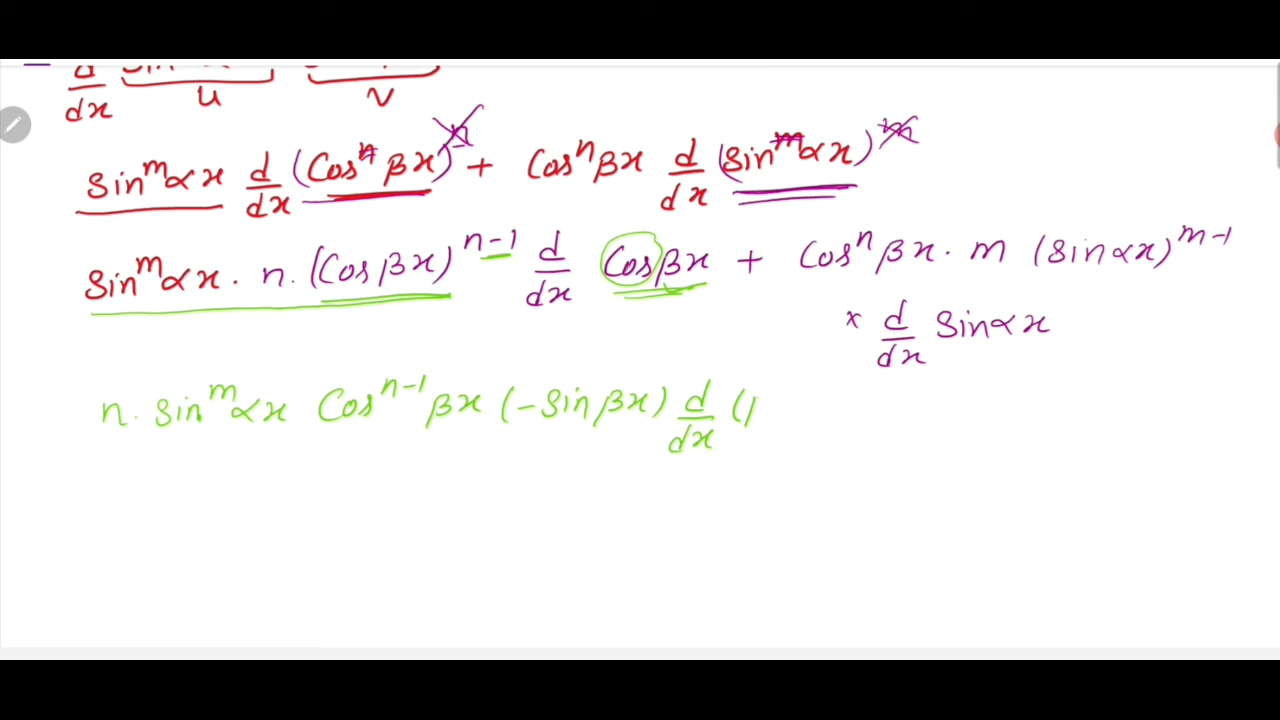 d/dx u v
sin^m αx d/dx (cos^n βx) + cos^n βx d/dx (sin^m αx)
sin^m αx · n. (cos βx)^n-1 d/dx cos βx + cos^n βx · m (sin αx)^m-1
× d/dx sin αx
n. sin^m αx cos^n-1 βx (-sin βx) d/dx (